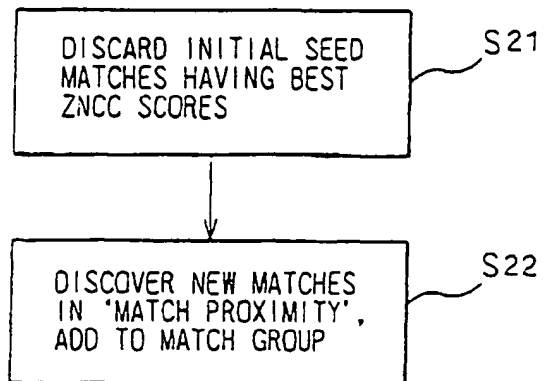 DISCARD INITIAL SEED
MATCHES HAVING BEST
ZNCC SCORES
S21
DISCOVER NEW MATCHES
IN 'MATCH PROXIMITY',
ADD TO MATCH GROUP
S22